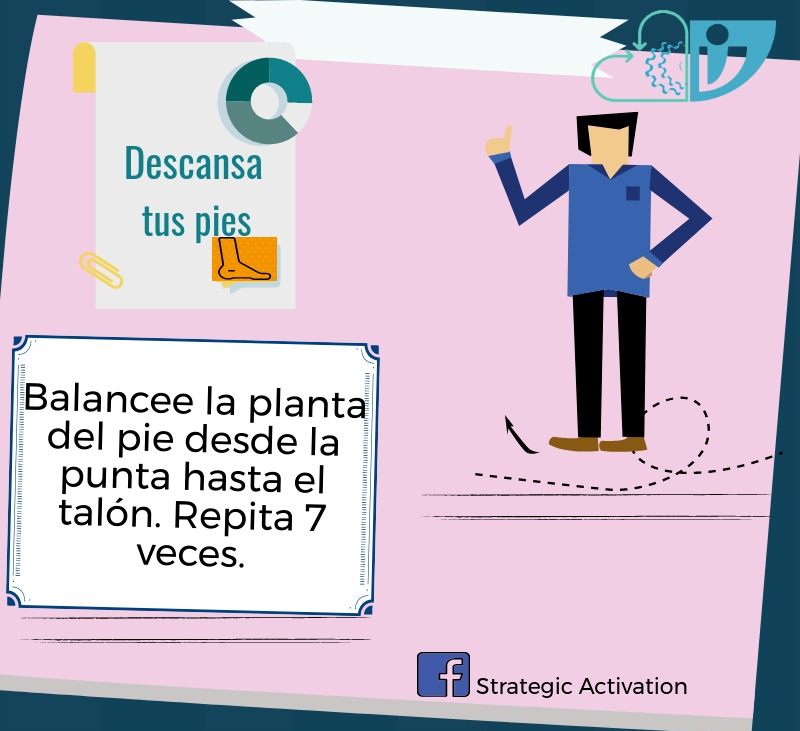 Descansa
tus pies
Balancee la planta
del pie desde la
punta hasta el
talón. Repita 7
veces.
Strategic Activation